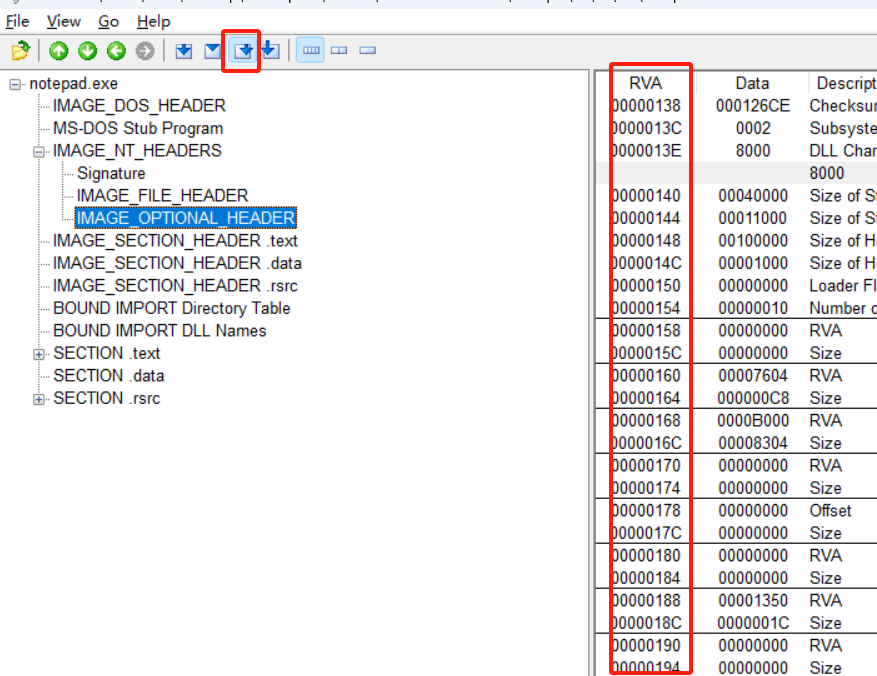 File View Go Help
notepad.exe
IMAGE_DOS_HEADER
MS-DOS Stub Program
IMAGE_NT_HEADERS
Signature
IMAGE_FILE_HEADER
IMAGE_OPTIONAL_HEADER
IMAGE_SECTION_HEADER .text
IMAGE_SECTION_HEADER .data
IMAGE_SECTION_HEADER .rsrc
BOUND IMPORT Directory Table
BOUND IMPORT DLL Names
SECTION .text
SECTION .data
SECTION .rsrc
RVA Data Descript
00000138 000126CE Checksur
0000013C 0002 Subsyste
0000013E 8000 DLL Char
8000
00000140 00040000 Size of St
00000144 00011000 Size of St
00000148 00100000 Size of H
0000014C 00001000 Size of H
00000150 00000000 Loader Fl
00000154 00000010 Number o
00000158 00000000 RVA
0000015C 00000000 Size
00000160 00007604 RVA
00000164 000000C8 Size
00000168 0000B000 RVA
0000016C 00008304 Size
00000170 00000000 RVA
00000174 00000000 Size
00000178 00000000 Offset
0000017C 00000000 Size
00000180 00000000 RVA
00000184 00000000 Size
00000188 00001350 RVA
0000018C 0000001C Size
00000190 00000000 RVA
00000194 00000000 Size